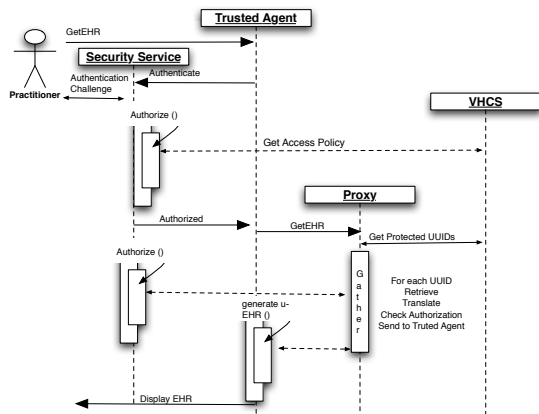 Trusted Agent
GetEHR
Security Service
Authenticate
Authentication
Challenge
Practitioner
VHCS
Authorize ()
Get Access Policy
Proxy
Authorized
GetEHR
Get Protected UUIDs
Authorize ()
Gather
For each UUID
Retrieve
Translate
Check Authorization
Send to Truted Agent
generate u-
EHR ()
Display EHR